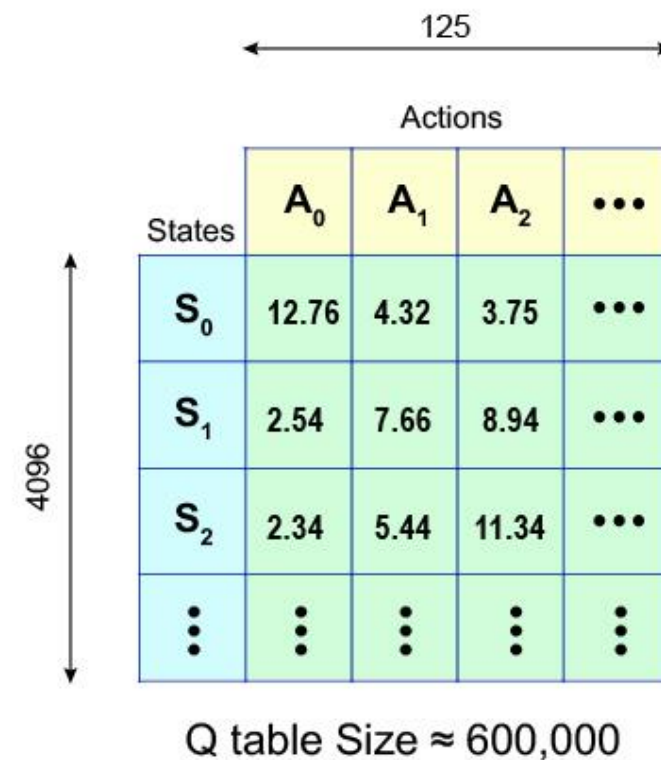 125
Actions
States A₀ A₁ A₂ •••
S₀ 12.76 4.32 3.75 •••
S₁ 2.54 7.66 8.94 •••
4096
S₂ 2.34 5.44 11.34 •••
Q table Size ≈ 600,000